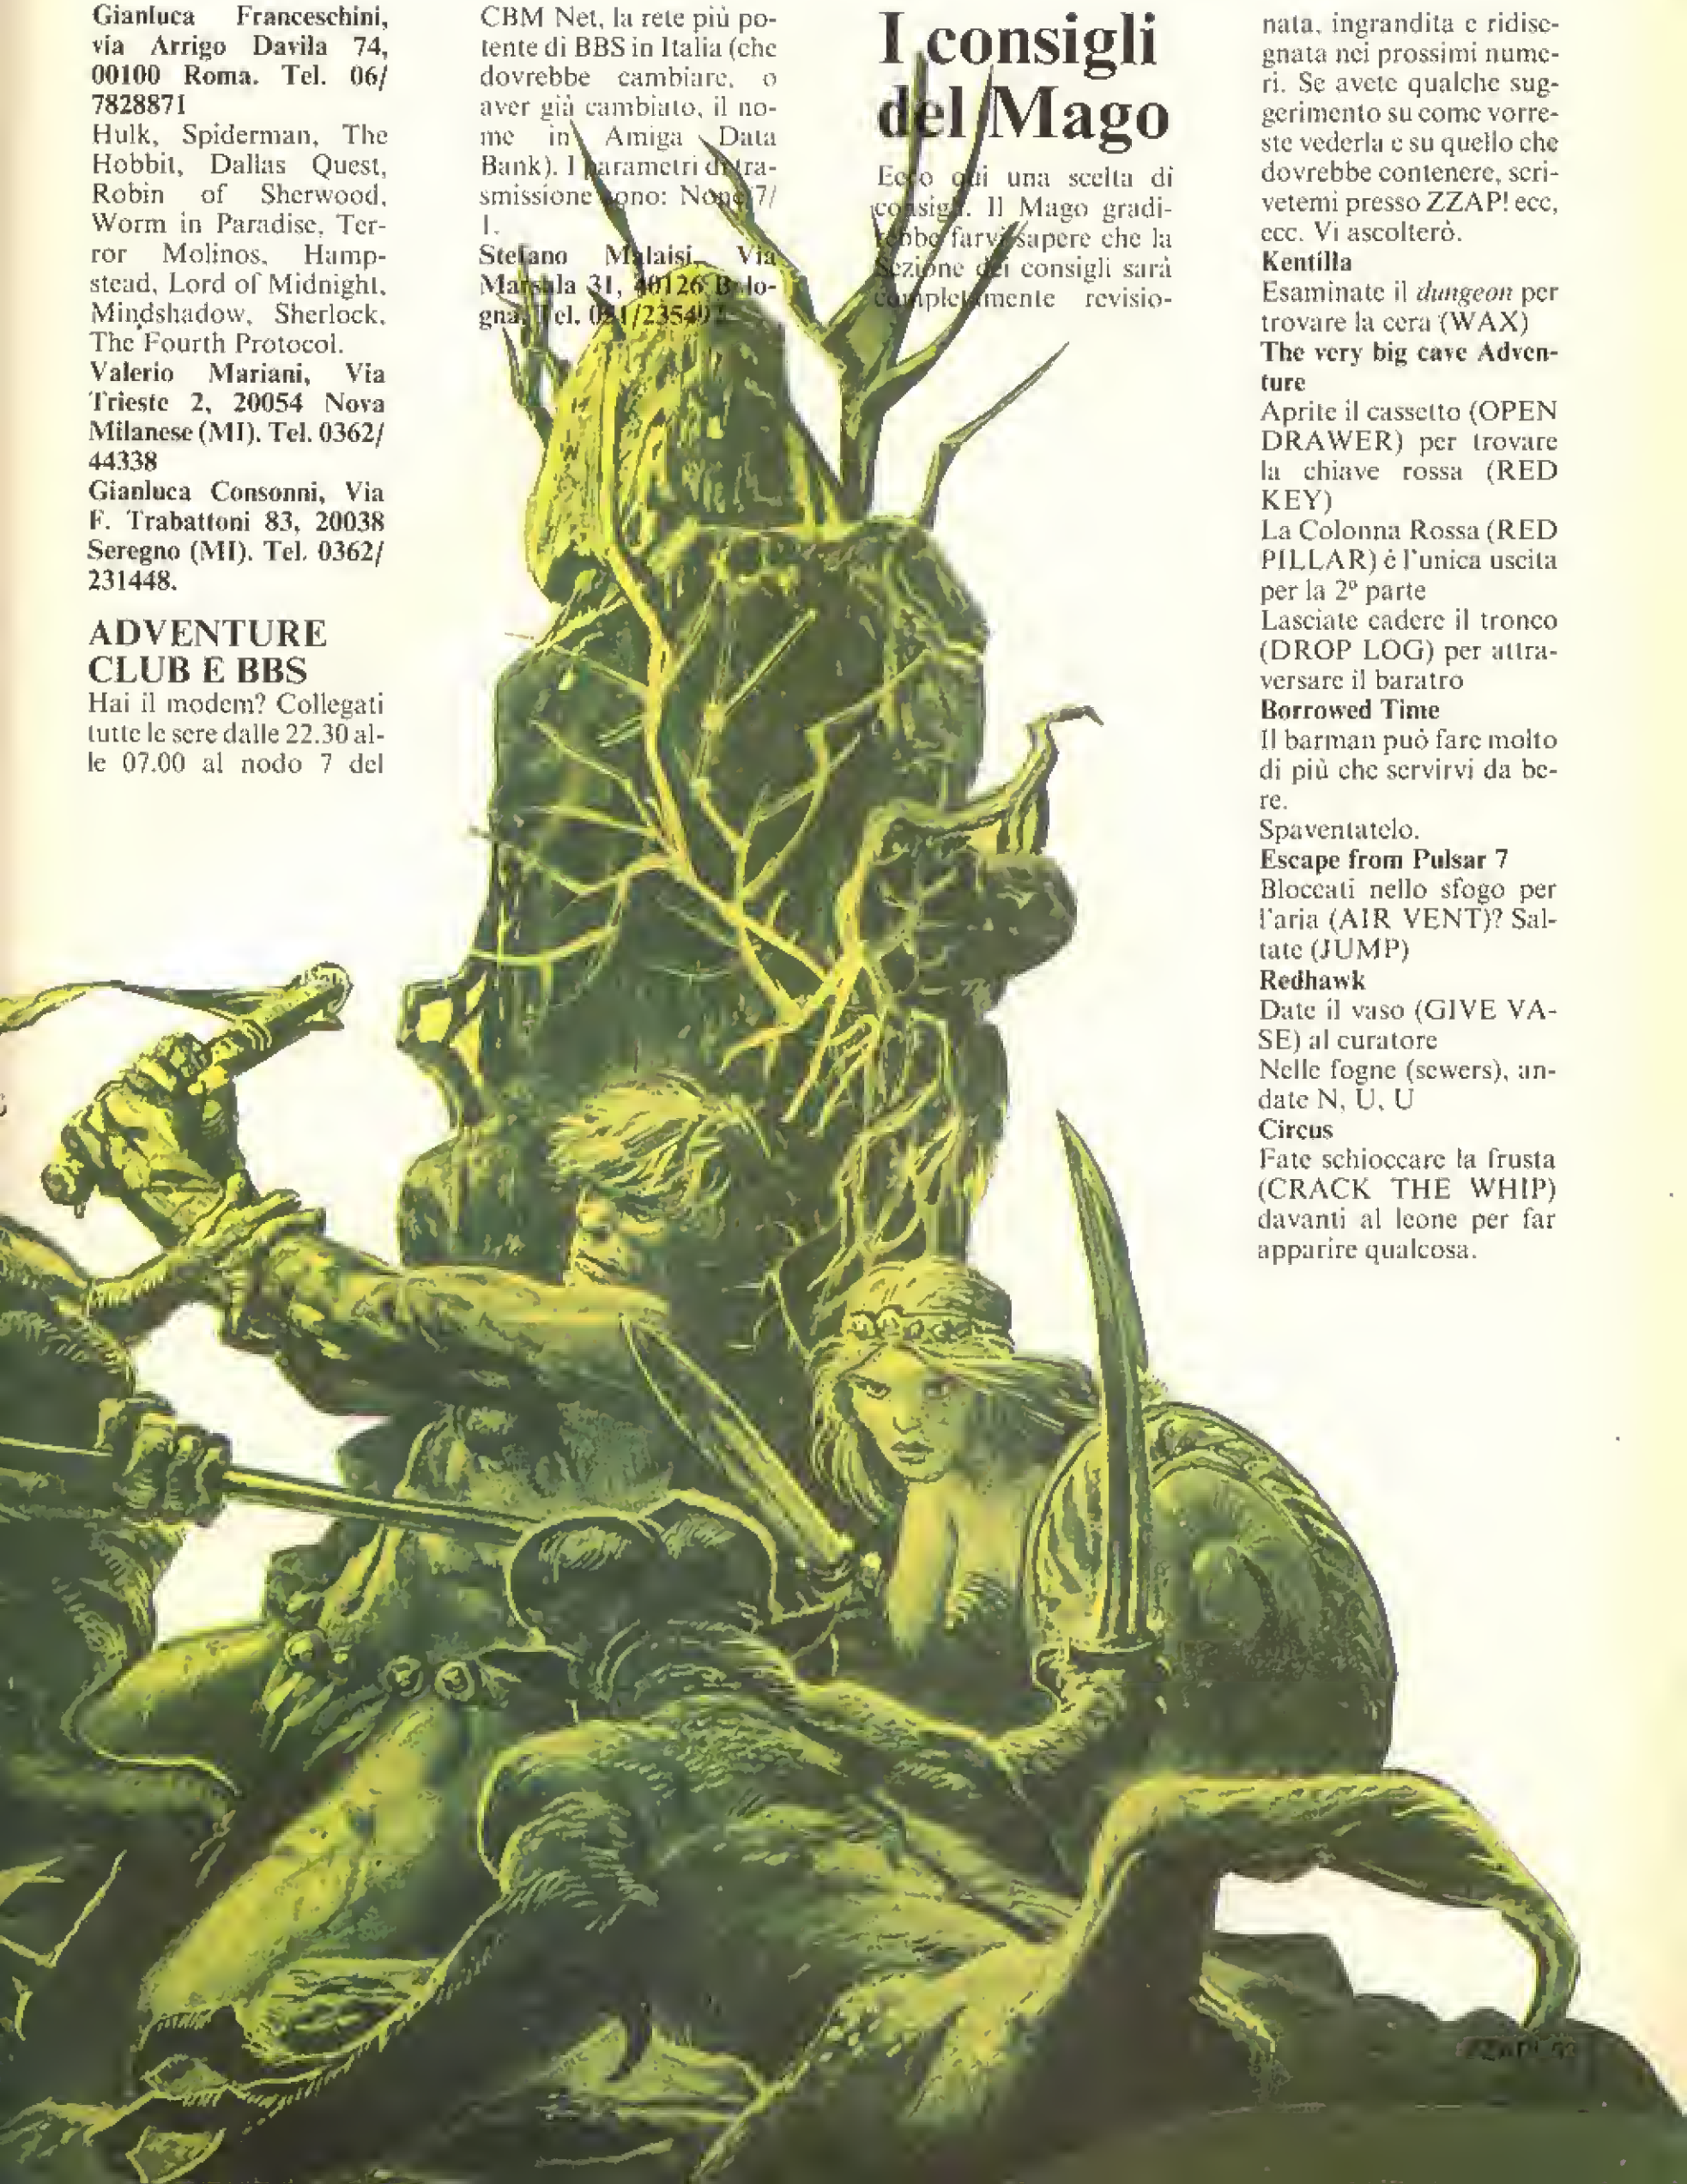 Gianluca Franceschini,
via Arrigo Davila 74,
00100 Roma. Tel. 06/
7828871
Hulk, Spiderman, The
Hobbit, Dallas Quest,
Robin of Sherwood,
Worm in Paradise, Ter-
ror Molinos, Hamp-
stead, Lord of Midnight,
Mindshadow, Sherlock,
The Fourth Protocol.
Valerio Mariani, Via
Trieste 2, 20054 Nova
Milanese (MI). Tel. 0362/
44338
Gianluca Consonni, Via
F. Trabattoni 83, 20038
Seregno (MI). Tel. 0362/
231448.
ADVENTURE
CLUB E BBS
Hai il modem? Collegati
tutte le sere dalle 22.30 al-
le 07.00 al nodo 7 del
CBM Net, la rete più po-
tente di BBS in Italia (che
dovrebbe cambiare, o
aver già cambiato, il no-
me in Amiga Data
Bank). I parametri di tra-
smissione sono: None/7/
1.
Stefano Malaisi, Via
Marsala 31, 40126 Bolo-
gna. Tel.
I consigli
del Mago
Ecco qui una scelta di
consigli. Il Mago gradi-
rebbe farvi sapere che la
Sezione dei consigli sarà
completamente revisio-
nata, ingrandita e ridise-
gnata nei prossimi nume-
ri. Se avete qualche sug-
gerimento su come vorre-
ste vederla e su quello che
dovrebbe contenere, scri-
vetemi presso ZZAP! ecc,
ecc. Vi ascolterò.
Kentilla
Esaminate il dungeon per
trovare la cera (WAX)
The very big cave Adven-
ture
Aprite il cassetto (OPEN
DRAWER) per trovare
la chiave rossa (RED
KEY)
La Colonna Rossa (RED
PILLAR) è l'unica uscita
per la 2º parte
Lasciate cadere il tronco
(DROP LOG) per attra-
versare il baratro
Borrowed Time
Il barman può fare molto
di più che servirvi da be-
re.
Spaventatelo.
Escape from Pulsar 7
Bloccati nello sfogo per
l'aria (AIR VENT)? Sal-
tate (JUMP)
Redhawk
Date il vaso (GIVE VA-
SE) al curatore
Nelle fogne (sewers), an-
date N, U, U
Circus
Fate schioccare la frusta
(CRACK THE WHIP)
davanti al leone per far
apparire qualcosa.